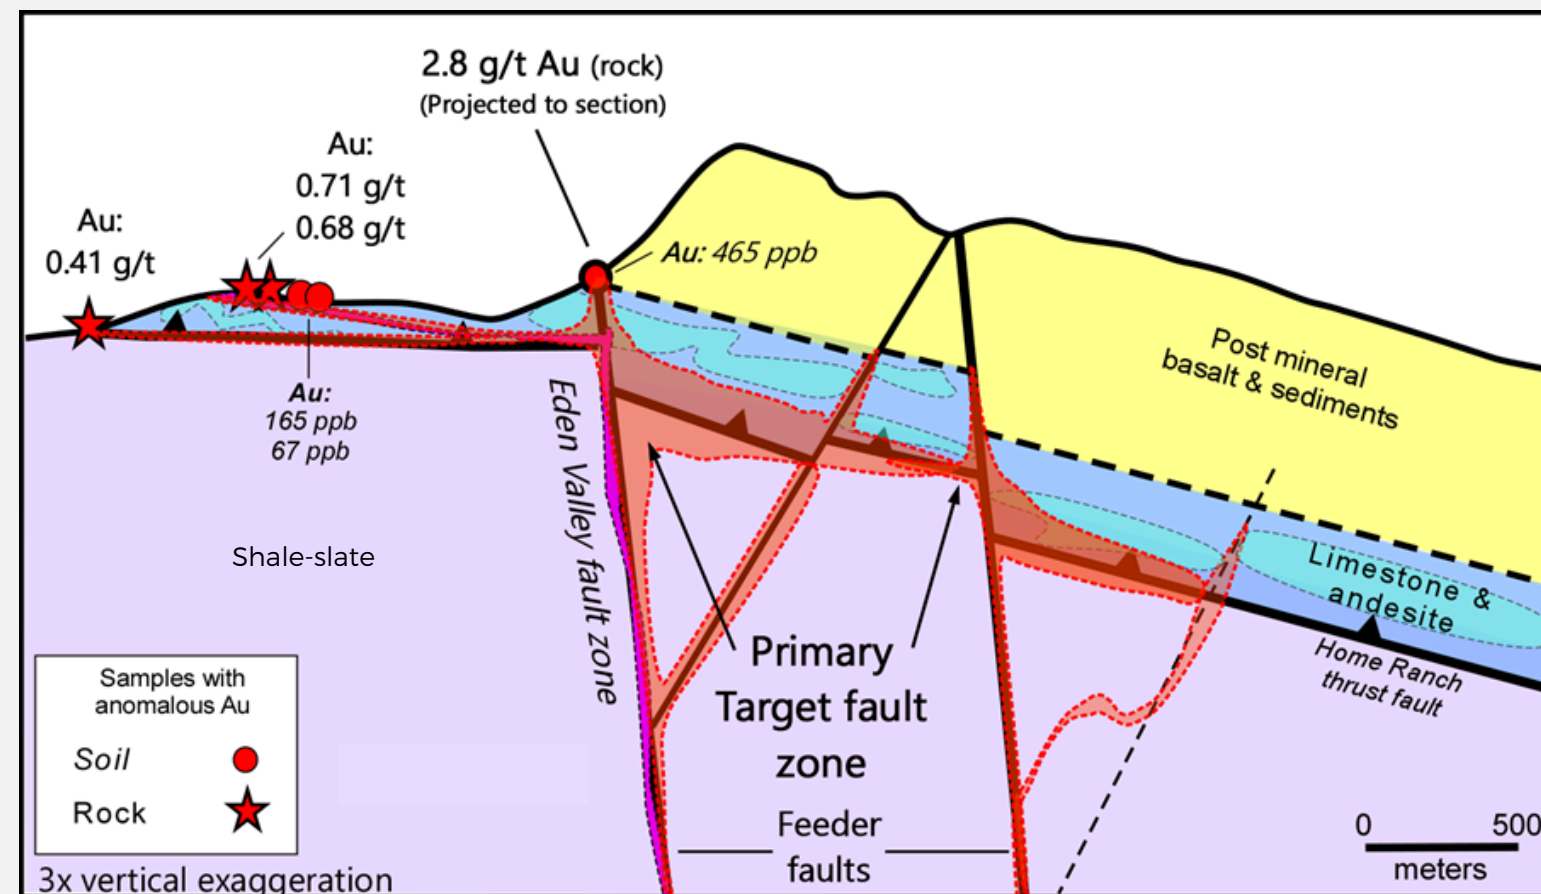 2.8 g/t Au (rock)
(Projected to section)
Au:
0.71 g/t
0.68 g/t
Au:
0.41 g/t
Au: 465 ppb
Au:
165 ppb
67 ppb
Post mineral
basalt & sediments
Eden Valley fault zone
Shale-slate
Limestone &
andesite
Home Ranch
thrust fault
Primary
Target fault
zone
Feeder
faults
Samples with
anomalous Au
Soil
Rock
3x vertical exaggeration
0 500
meters